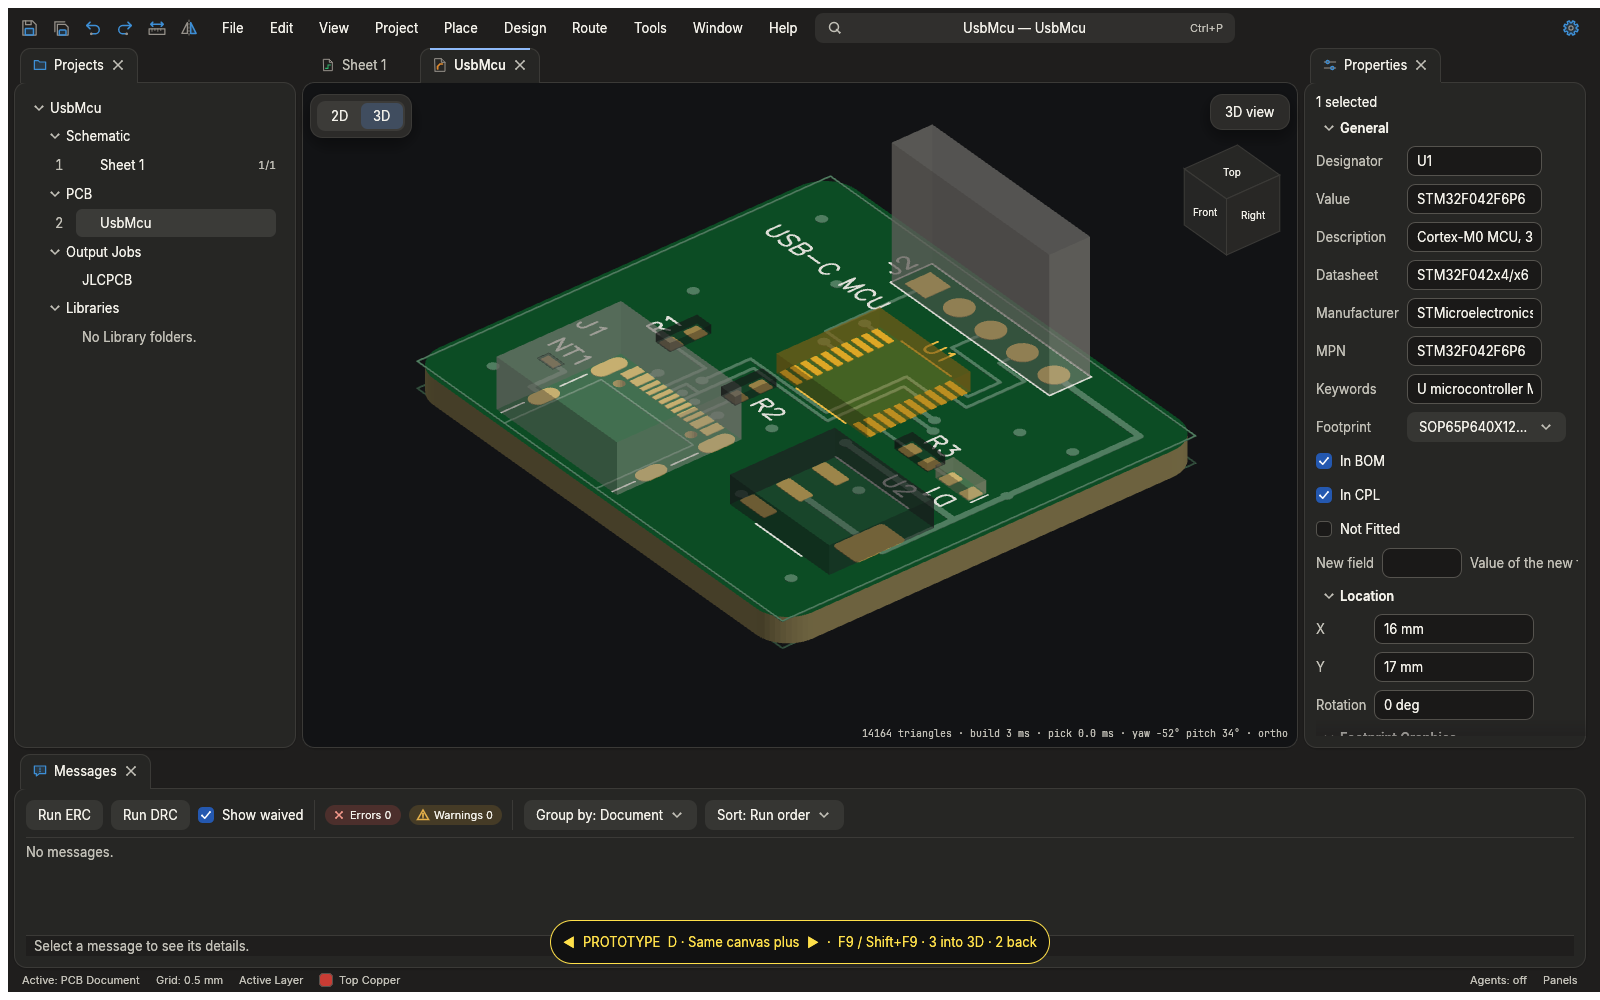 File Edit View Project Place Design Route Tools Window Help
UsbMcu — UsbMcu Ctrl+P
Projects
UsbMcu
Schematic
1 Sheet 1 1/1
PCB
2 UsbMcu
Output Jobs
JLCPCB
Libraries
No Library folders.
Sheet 1
UsbMcu
2D 3D
3D view
Top
Front
Right
USB-C MCU
J2
J1
NT1
R1
R2
U1
R3
U2
D1
14164 triangles · build 3 ms · pick 0.0 ms · yaw -52° pitch 34° · ortho
Properties
1 selected
General
Designator U1
Value STM32F042F6P6
Description Cortex-M0 MCU, 3
Datasheet STM32F042x4/x6
Manufacturer STMicroelectronics
MPN STM32F042F6P6
Keywords U microcontroller
Footprint SOP65P640X12...
In BOM
In CPL
Not Fitted
New field Value of the new
Location
X 16 mm
Y 17 mm
Rotation 0 deg
Footprint Graphics
Messages
Run ERC Run DRC Show waived Errors 0 Warnings 0 Group by: Document Sort: Run order
No messages.
Select a message to see its details.
PROTOTYPE D · Same canvas plus · F9 / Shift+F9 · 3 into 3D · 2 back
Active: PCB Document Grid: 0.5 mm Active Layer Top Copper
Agents: off Panels